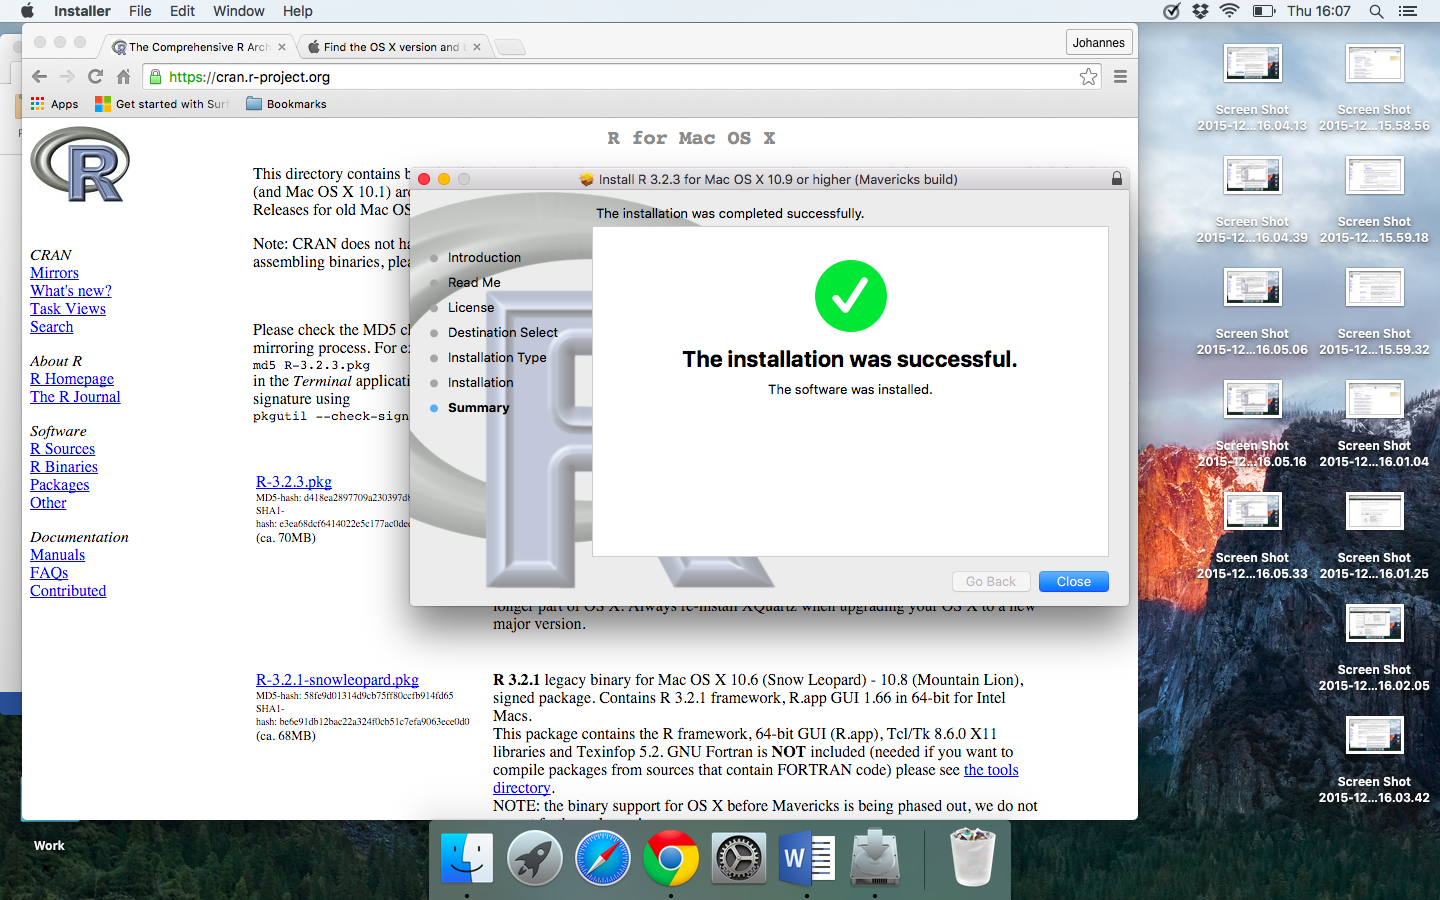 Installer File Edit Window Help Thu 16:07
The Comprehensive R Arch
Find the OS X version and
Johannes
https://cran.r-project.org
Apps Get started with Surf Bookmarks
R for Mac OS X
This directory contains b
(and Mac OS X 10.1) are
Releases for old Mac OS
Note: CRAN does not ha
assembling binaries, plea
Please check the MD5 c
mirroring process. For ex
md5 R-3.2.3.pkg
in the Terminal applicati
signature using
pkgutil --check-sign
CRAN
Mirrors
What's new?
Task Views
Search
About R
R Homepage
The R Journal
Software
R Sources
R Binaries
Packages
Other
Documentation
Manuals
FAQs
Contributed
R-3.2.3.pkg
MD5-hash: d418ea2897709a230397d8
SHA1-
hash: e3ea68dcf6414022e5c177ac0dec
(ca. 70MB)
Install R 3.2.3 for Mac OS X 10.9 or higher (Mavericks build)
The installation was completed successfully.
Introduction
Read Me
License
Destination Select
Installation Type
Installation
Summary
The installation was successful.
The software was installed.
Go Back Close
longer part of OS X. Always re-install XQuartz when upgrading your OS X to a new
major version.
R-3.2.1-snowleopard.pkg
MD5-hash: 58fe9d01314d9cb75ff80ccfb914fd65
SHA1-
hash: be6e91db12bac22a324f0cb51c7efa9063ece0d0
(ca. 68MB)
R 3.2.1 legacy binary for Mac OS X 10.6 (Snow Leopard) - 10.8 (Mountain Lion),
signed package. Contains R 3.2.1 framework, R.app GUI 1.66 in 64-bit for Intel
Macs.
This package contains the R framework, 64-bit GUI (R.app), Tcl/Tk 8.6.0 X11
libraries and Texinfop 5.2. GNU Fortran is NOT included (needed if you want to
compile packages from sources that contain FORTRAN code) please see the tools
directory.
NOTE: the binary support for OS X before Mavericks is being phased out, we do not
Screen Shot
2015-12...16.04.13
Screen Shot
2015-12...15.58.56
Screen Shot
2015-12...16.04.39
Screen Shot
2015-12...15.59.18
Screen Shot
2015-12...16.05.06
Screen Shot
2015-12...15.59.32
Screen Shot
2015-12...16.05.16
Screen Shot
2015-12...16.01.04
Screen Shot
2015-12...16.05.33
Screen Shot
2015-12...16.01.25
Screen Shot
2015-12...16.02.05
Screen Shot
2015-12...16.03.42
Work
W